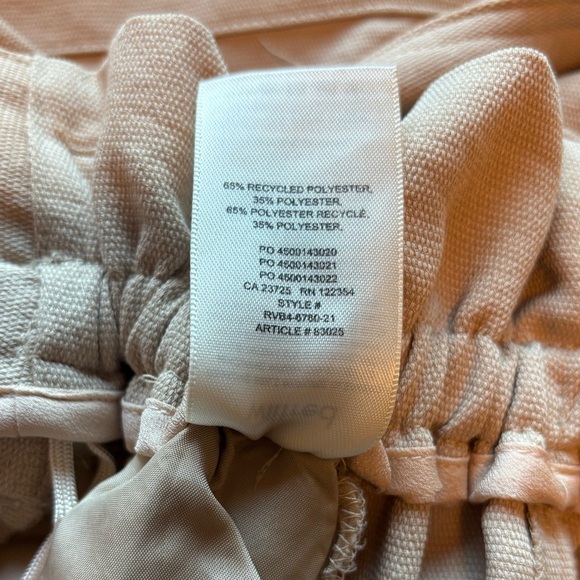 65% RECYCLED POLYESTER,
35% POLYESTER.
65% POLYESTER RECYCLÉ,
35% POLYESTER.
PO 4500143020
PO 4500143021
PO 4500143022
CA 23725 RN 122354
STYLE #
RVB4-6780-21
ARTICLE # 83025
Wilfred